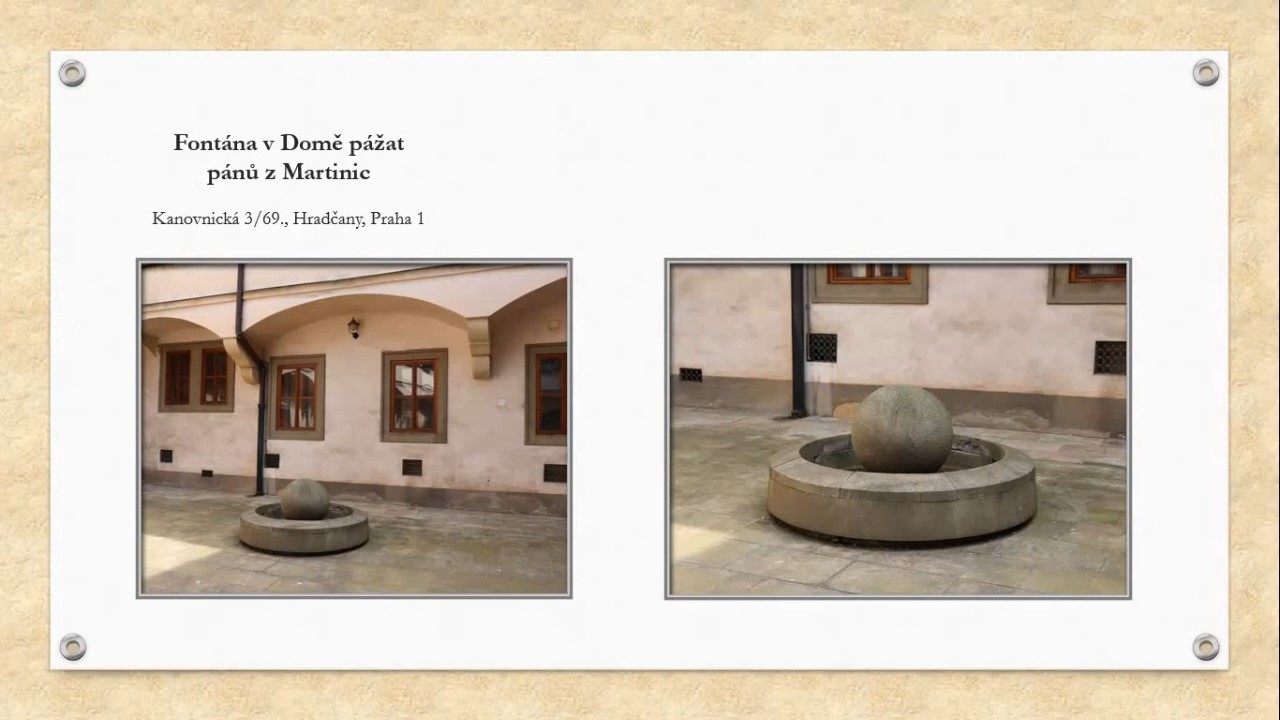 Fontána v Domě pážat
pánů z Martinic
Kanovnická 3/69., Hradčany, Praha 1